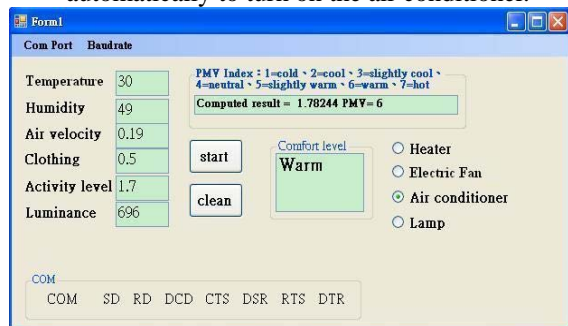 automatically to turn on the air conditioner.
Form1
Com Port Baudrate
Temperature 30
Humidity 49
Air velocity 0.19
Clothing 0.5
Activity level 1.7
Luminance 696
PMV Index：1=cold、2=cool、3=slightly cool、
4=neutral、5=slightly warm、6=warm、7=hot
Computed result = 1.78244 PMV= 6
start
clean
Comfort level
Warm
Heater
Electric Fan
Air conditioner
Lamp
COM
COM SD RD DCD CTS DSR RTS DTR